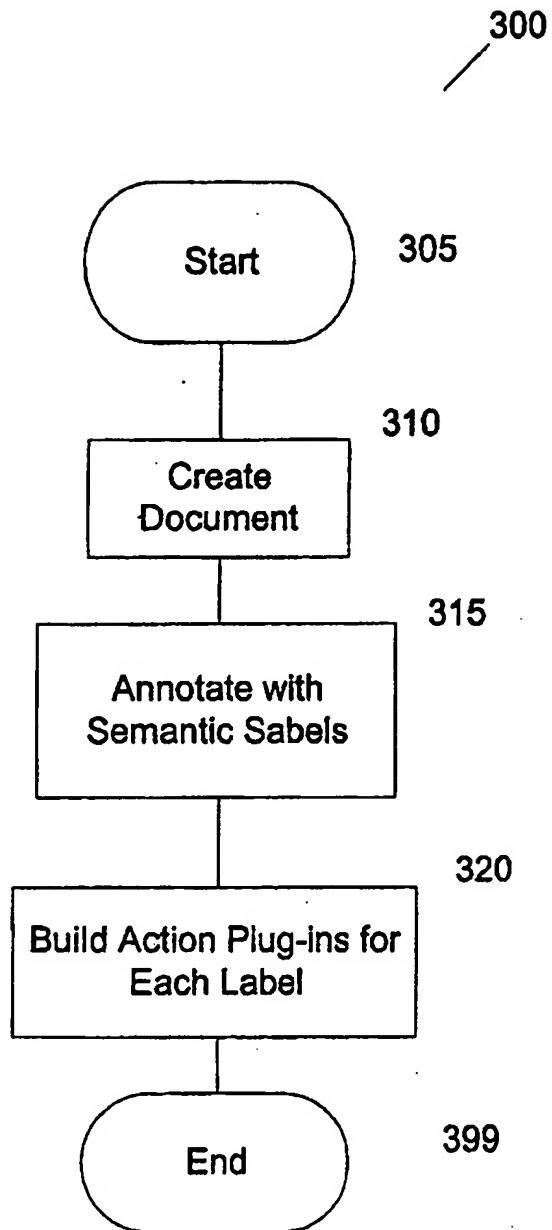 300
Start
305
310
Create
Document
315
Annotate with
Semantic Sabels
320
Build Action Plug-ins for
Each Label
End
399